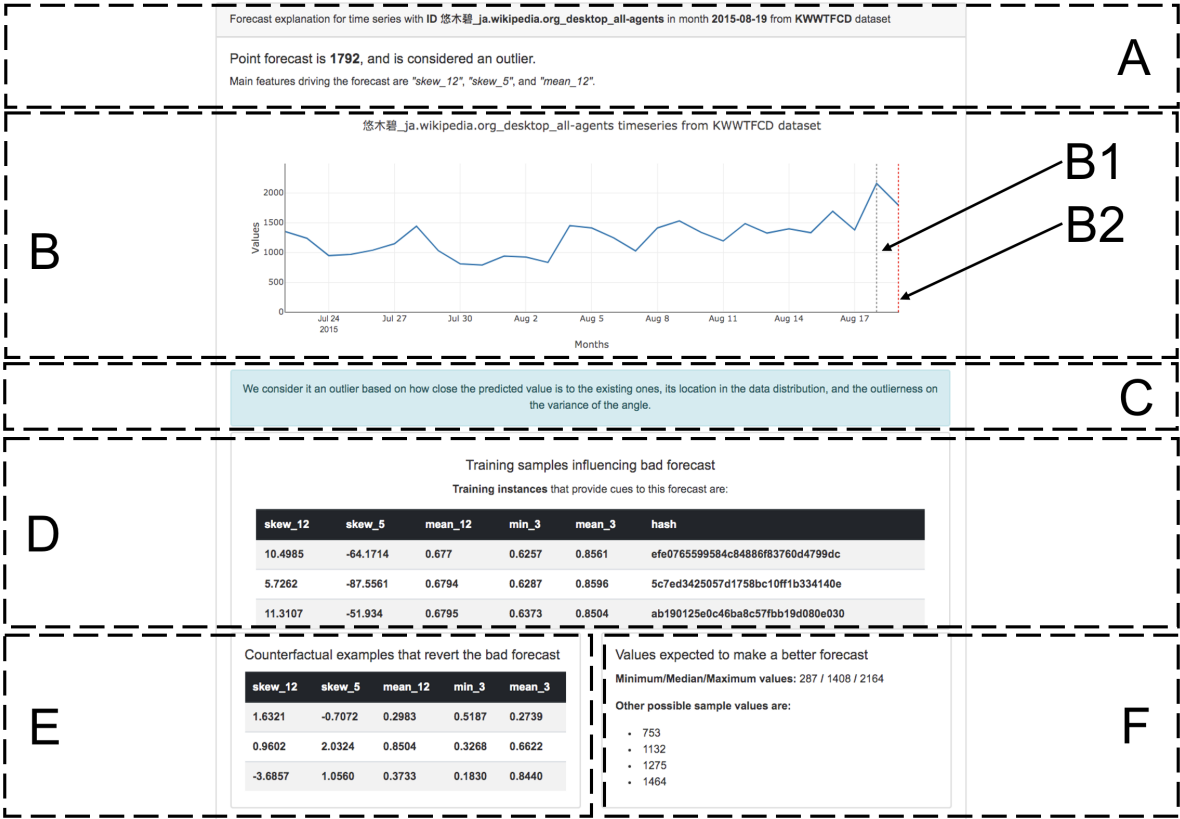 Forecast explanation for time series with ID 悠木碧_ja.wikipedia.org_desktop_all-agents in month 2015-08-19 from KWWTFCD dataset
Point forecast is 1792, and is considered an outlier.
Main features driving the forecast are "skew_12", "skew_5", and "mean_12".
A
悠木碧_ja.wikipedia.org_desktop_all-agents timeseries from KWWTFCD dataset
B
B1
B2
Values
2000
1500
1000
500
0
Jul 24 Jul 27 Jul 30 Aug 2 Aug 5 Aug 8 Aug 11 Aug 14 Aug 17
2015
Months
We consider it an outlier based on how close the predicted value is to the existing ones, its location in the data distribution, and the outlierness on
the variance of the angle.
C
Training samples influencing bad forecast
Training instances that provide cues to this forecast are:
D
skew_12 skew_5 mean_12 min_3 mean_3 hash
10.4985 -64.1714 0.677 0.6257 0.8561 efe0765599584c84886f83760d4799dc
5.7262 -87.5561 0.6794 0.6287 0.8596 5c7ed3425057d1758bc10ff1b334140e
11.3107 -51.934 0.6795 0.6373 0.8504 ab190125e0c46ba8c57fbb19d080e030
Counterfactual examples that revert the bad forecast
E
skew_12 skew_5 mean_12 min_3 mean_3
1.6321 -0.7072 0.2983 0.5187 0.2739
0.9602 2.0324 0.8504 0.3268 0.6622
-3.6857 1.0560 0.3733 0.1830 0.8440
Values expected to make a better forecast
Minimum/Median/Maximum values: 287 / 1408 / 2164
Other possible sample values are:
• 753
• 1132
• 1275
• 1464
F